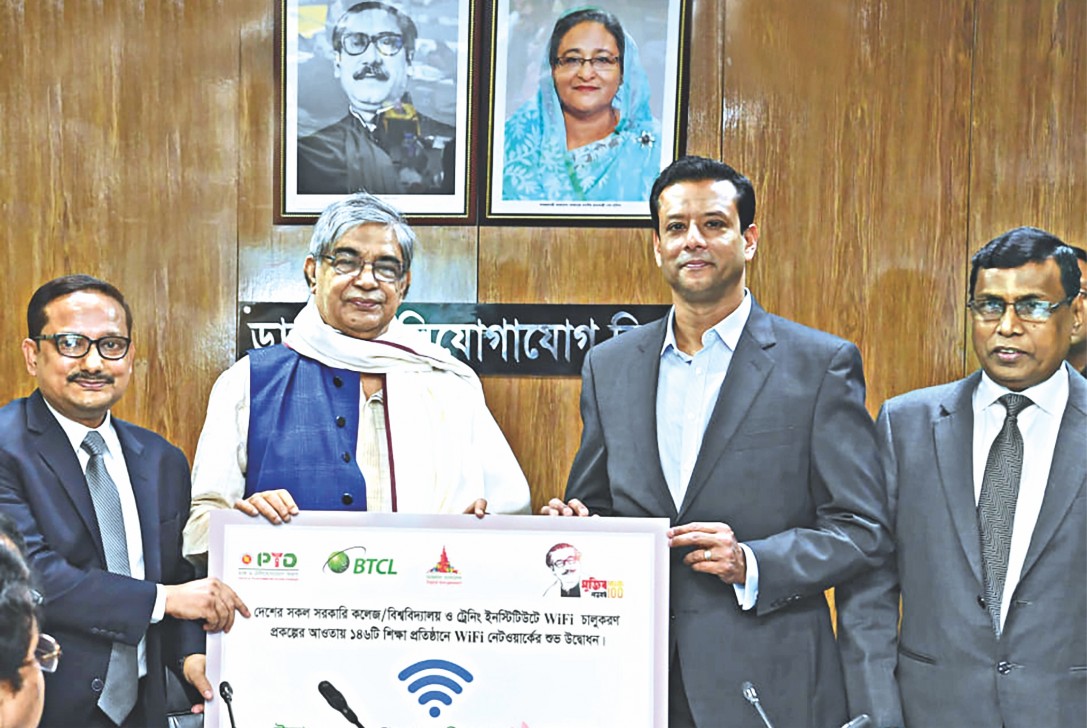 ডা
যোগাযোগ বি
PTD
BTCL
মুজিব
100
দেশের সকল সরকারি কলেজ/বিশ্ববিদ্যালয় ও ট্রেনিং ইনস্টিটিউটে WiFi চালুকরণ
প্রকল্পের আওতায় ১৪৬টি শিক্ষা প্রতিষ্ঠানে WiFi নেটওয়ার্কের শুভ উদ্বোধন।